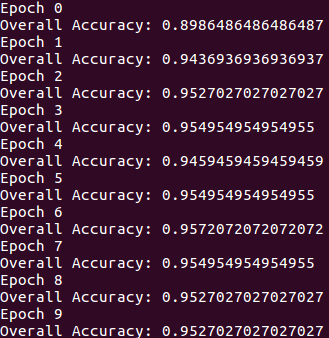 Epoch 0
Overall Accuracy: 0.8986486486486487
Epoch 1
Overall Accuracy: 0.9436936936936937
Epoch 2
Overall Accuracy: 0.9527027027027027
Epoch 3
Overall Accuracy: 0.954954954954955
Epoch 4
Overall Accuracy: 0.9459459459459459
Epoch 5
Overall Accuracy: 0.954954954954955
Epoch 6
Overall Accuracy: 0.9572072072072072
Epoch 7
Overall Accuracy: 0.954954954954955
Epoch 8
Overall Accuracy: 0.9527027027027027
Epoch 9
Overall Accuracy: 0.9527027027027027